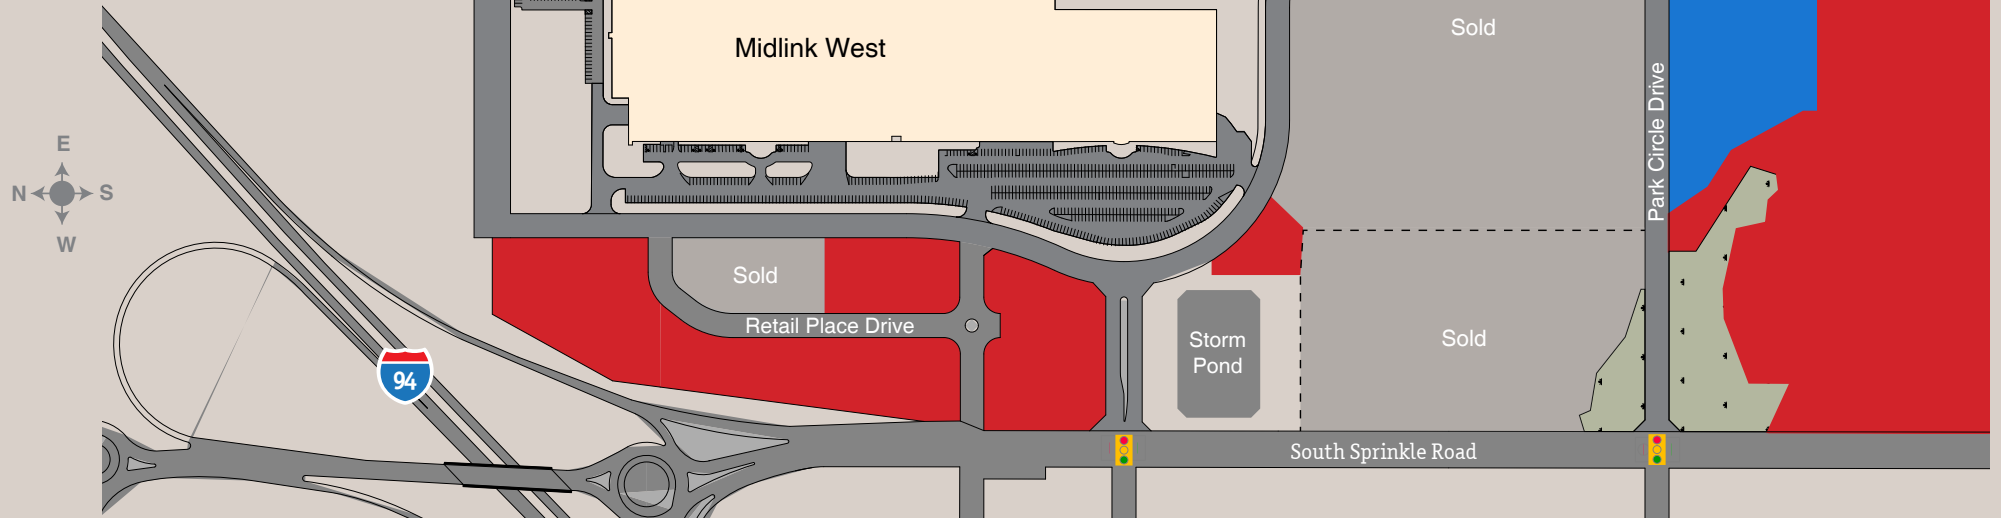 Sold
Midlink West
Park Circle Drive
E
N
S
W
Sold
Retail Place Drive
Storm
Pond
Sold
94
South Sprinkle Road